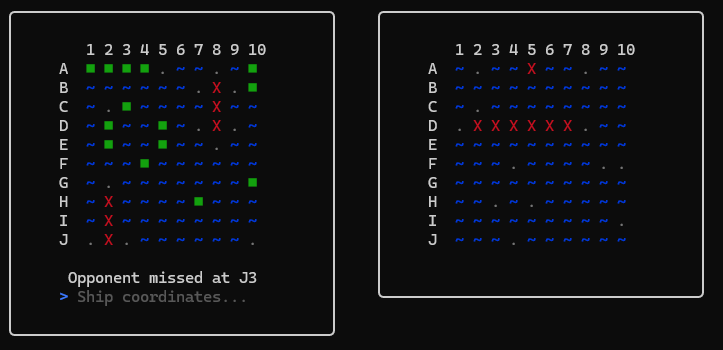 1 2 3 4 5 6 7 8 9 10
A ■ ■ ■ ■ . ~ ~ . ~ ■
B ~ ~ ~ ~ ~ ~ . X . ■
C ~ . ■ ~ ~ ~ ~ X ~ ~
D ~ ■ ~ ~ ■ ~ . X . ~
E ~ ■ ~ ~ ■ ~ ~ . ~ ~
F ~ ~ ~ ■ ~ ~ ~ ~ ~ ~
G ~ . ~ ~ ~ ~ ~ ~ ~ ■
H ~ X ~ ~ ~ ~ ■ ~ ~ ~
I ~ X ~ ~ ~ ~ ~ ~ ~ ~
J . X . ~ ~ ~ ~ ~ ~ .
Opponent missed at J3
> Ship coordinates...
1 2 3 4 5 6 7 8 9 10
A ~ . ~ ~ X ~ ~ . ~ ~
B ~ ~ ~ ~ ~ ~ ~ ~ ~ ~
C ~ . ~ ~ ~ ~ ~ ~ ~ ~
D . X X X X X X . ~ ~
E ~ ~ ~ ~ ~ ~ ~ ~ ~ ~
F ~ ~ ~ . ~ ~ ~ ~ . .
G ~ ~ ~ ~ ~ ~ ~ ~ ~ ~
H ~ ~ . ~ . ~ ~ ~ ~ ~
I ~ ~ ~ ~ ~ ~ ~ ~ ~ .
J ~ ~ ~ . ~ ~ ~ ~ ~ ~